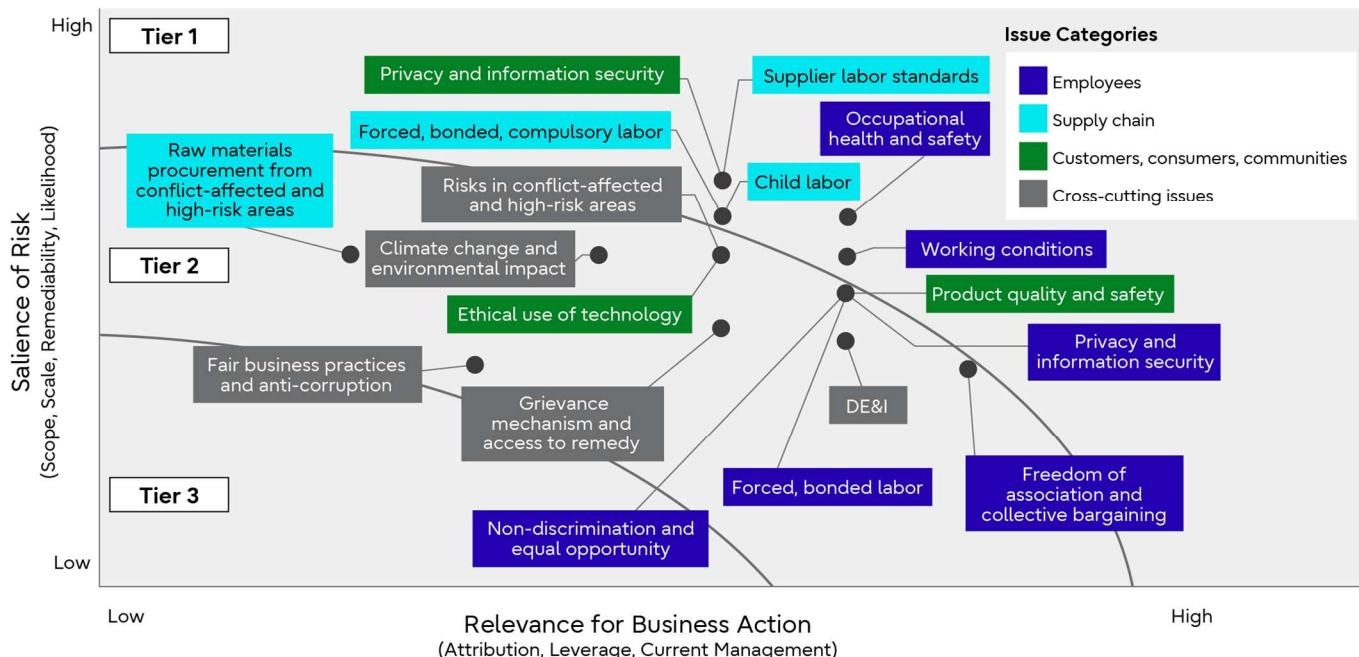 High
Tier 1
Issue Categories
Employees
Supply chain
Customers, consumers, communities
Cross-cutting issues
Privacy and information security
Supplier labor standards
Forced, bonded, compulsory labor
Occupational
health and safety
Raw materials
procurement from
conflict-affected and
high-risk areas
Risks in conflict-affected
and high-risk areas
Child labor
Tier 2
Climate change and
environmental impact
Working conditions
Ethical use of technology
Product quality and safety
Privacy and
information security
Fair business practices
and anti-corruption
Grievance
mechanism and
access to remedy
DE&I
Tier 3
Forced, bonded labor
Freedom of
association and
collective bargaining
Non-discrimination and
equal opportunity
Low
Salience of Risk
(Scope, Scale, Remediability, Likelihood)
Low
High
Relevance for Business Action
(Attribution, Leverage, Current Management)